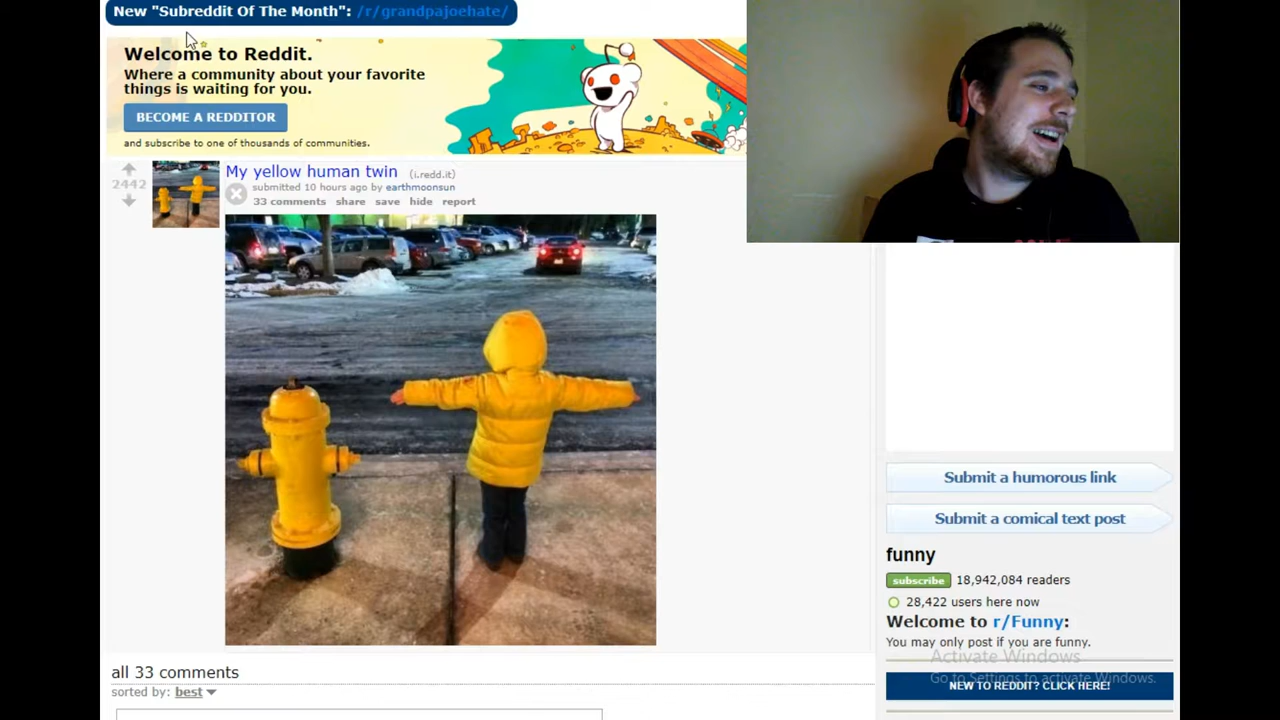 New "Subreddit Of The Month": /r/grandpajoehate/
Welcome to Reddit.
Where a community about your favorite
things is waiting for you.
BECOME A REDDITOR
and subscribe to one of thousands of communities.
2442
My yellow human twin (i.redd.it)
submitted 10 hours ago by earthmoonsun
33 comments share save hide report
all 33 comments
sorted by: best
Submit a humorous link
Submit a comical text post
funny
subscribe 18,942,084 readers
28,422 users here now
Welcome to r/Funny:
You may only post if you are funny.
Activate Windows
Go to Settings to activate Windows.
NEW TO REDDIT? CLICK HERE!